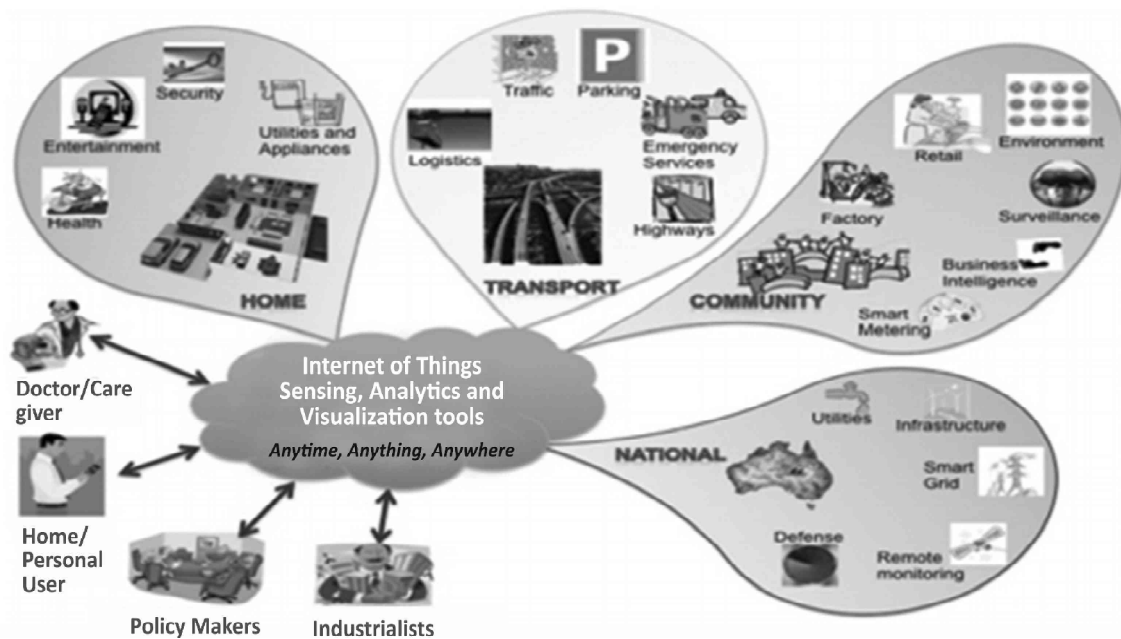 Security
Entertainment
Utilities and
Appliances
Health
HOME
Traffic
Parking
P
Logistics
Emergency
Services
Highways
TRANSPORT
Retail
Environment
Factory
Surveillance
Business
Intelligence
COMMUNITY
Smart
Metering
Internet of Things
Sensing, Analytics and
Visualization tools
Anytime, Anything, Anywhere
Doctor/Care
giver
Home/
Personal
User
Policy Makers
Industrialists
Utilities
Infrastructure
NATIONAL
Smart
Grid
Defense
Remote
monitoring